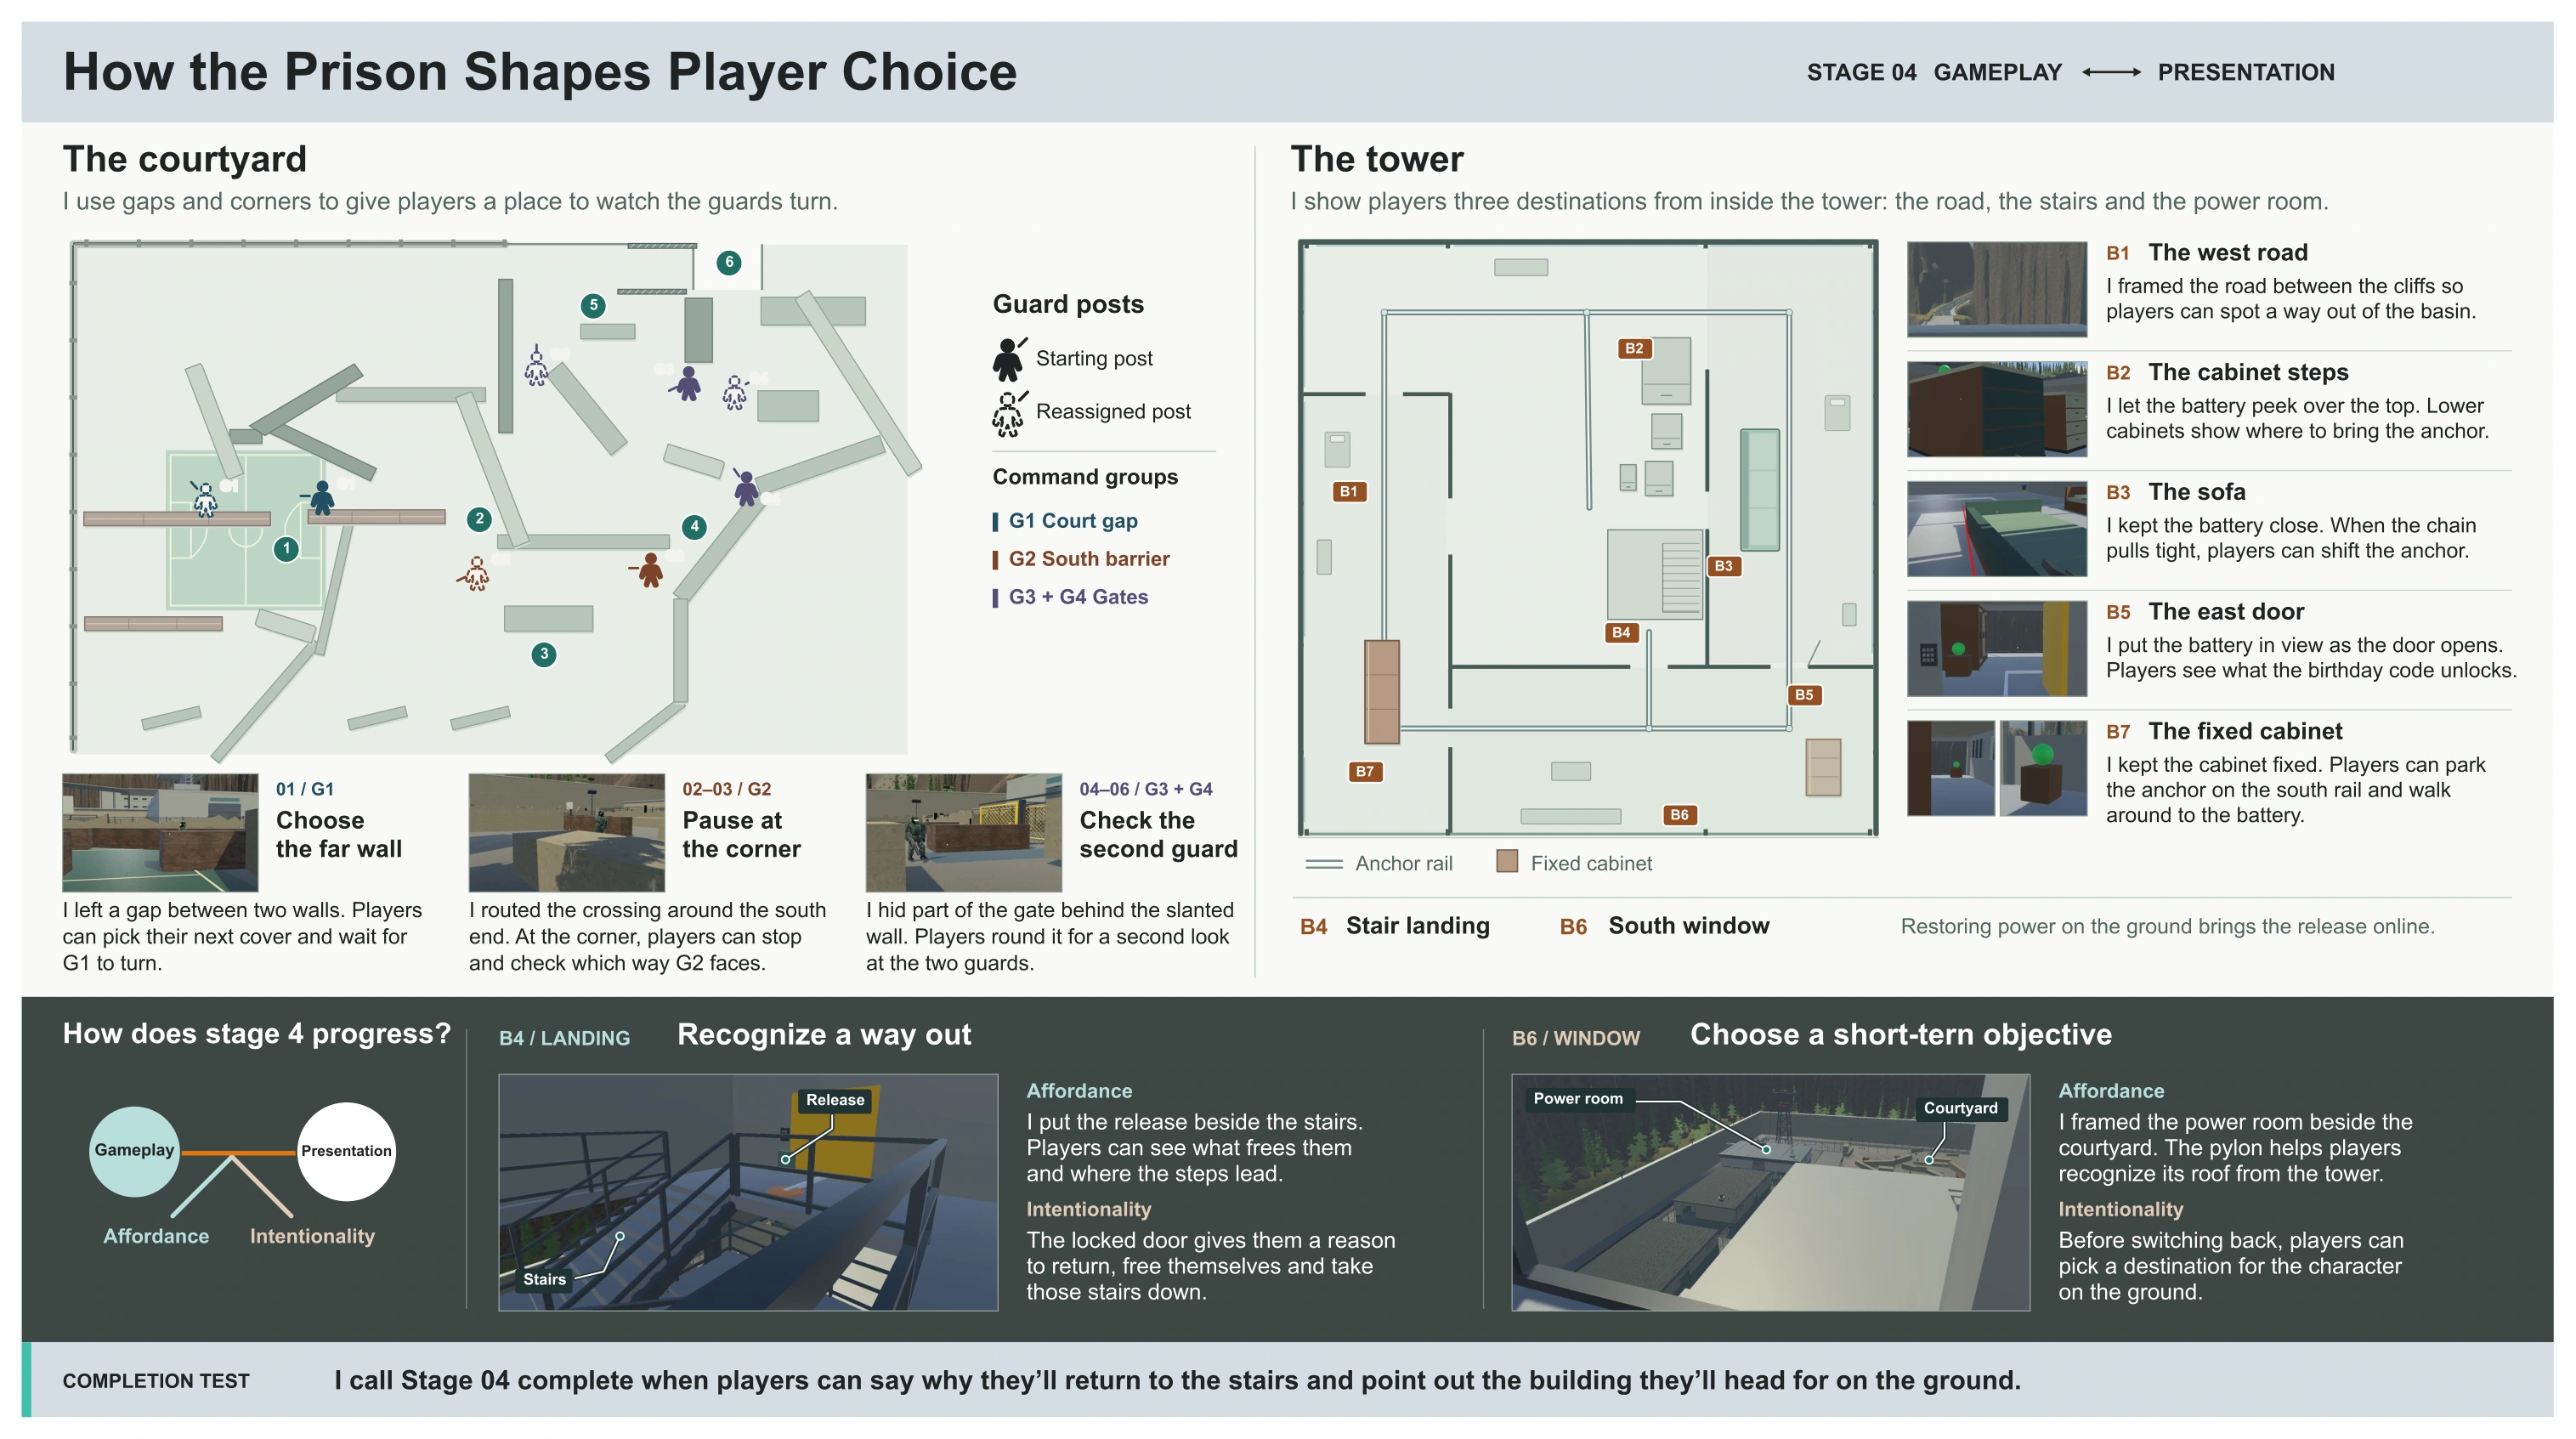 How the Prison Shapes Player Choice
STAGE 04 GAMEPLAY PRESENTATION
The courtyard
I use gaps and corners to give players a place to watch the guards turn.
6
5
2
4
1
3
Guard posts
Starting post
Reassigned post
Command groups
G1 Court gap
G2 South barrier
G3 + G4 Gates
01 / G1
Choose
the far wall
I left a gap between two walls. Players
can pick their next cover and wait for
G1 to turn.
02–03 / G2
Pause at
the corner
I routed the crossing around the south
end. At the corner, players can stop
and check which way G2 faces.
04–06 / G3 + G4
Check the
second guard
I hid part of the gate behind the slanted
wall. Players round it for a second look
at the two guards.
The tower
I show players three destinations from inside the tower: the road, the stairs and the power room.
B2
B1
B3
B4
B5
B7
B6
Anchor rail
Fixed cabinet
B1 The west road
I framed the road between the cliffs so
players can spot a way out of the basin.
B2 The cabinet steps
I let the battery peek over the top. Lower
cabinets show where to bring the anchor.
B3 The sofa
I kept the battery close. When the chain
pulls tight, players can shift the anchor.
B5 The east door
I put the battery in view as the door opens.
Players see what the birthday code unlocks.
B7 The fixed cabinet
I kept the cabinet fixed. Players can park
the anchor on the south rail and walk
around to the battery.
B4 Stair landing
B6 South window
Restoring power on the ground brings the release online.
How does stage 4 progress?
Gameplay
Presentation
Affordance
Intentionality
B4 / LANDING
Recognize a way out
Release
Stairs
Affordance
I put the release beside the stairs.
Players can see what frees them
and where the steps lead.
Intentionality
The locked door gives them a reason
to return, free themselves and take
those stairs down.
B6 / WINDOW
Choose a short-tern objective
Power room
Courtyard
Affordance
I framed the power room beside the
courtyard. The pylon helps players
recognize its roof from the tower.
Intentionality
Before switching back, players can
pick a destination for the character
on the ground.
COMPLETION TEST
I call Stage 04 complete when players can say why they’ll return to the stairs and point out the building they’ll head for on the ground.